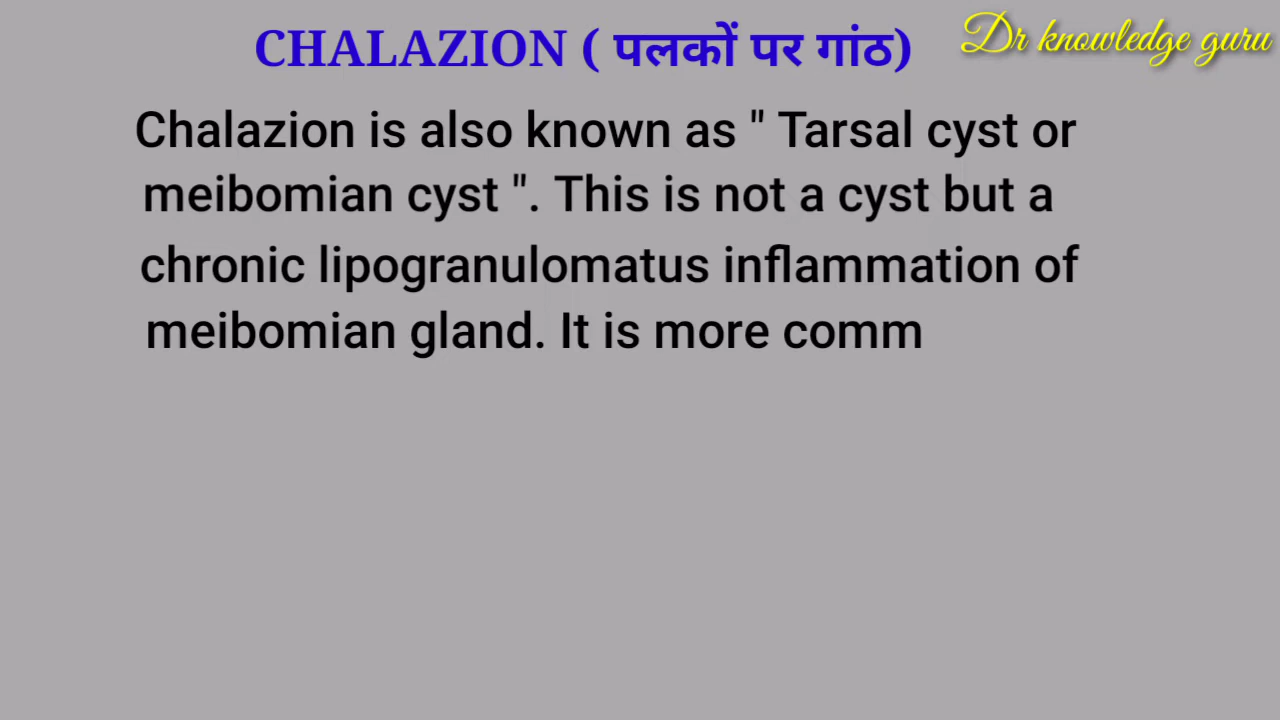 CHALAZION ( पलकों पर गांठ)
Dr knowledge guru
Chalazion is also known as " Tarsal cyst or
meibomian cyst ". This is not a cyst but a
chronic lipogranulomatus inflammation of
meibomian gland. It is more comm